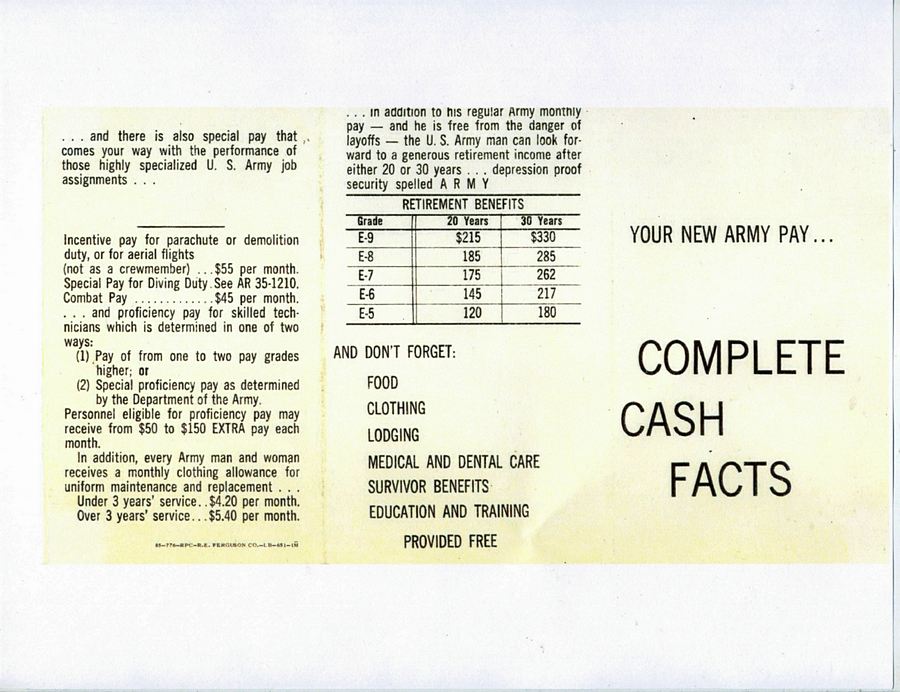 . . . and there is also special pay that
comes your way with the performance of
those highly specialized U. S. Army job
assignments . . .
Incentive pay for parachute or demolition
duty, or for aerial flights
(not as a crewmember) ...$55 per month.
Special Pay for Diving Duty.See AR 35-1210.
Combat Pay .............$45 per month.
. . . and proficiency pay for skilled tech-
nicians which is determined in one of two
ways:
(1) Pay of from one to two pay grades
higher; or
(2) Special proficiency pay as determined
by the Department of the Army.
Personnel eligible for proficiency pay may
receive from $50 to $150 EXTRA pay each
month.
In addition, every Army man and woman
receives a monthly clothing allowance for
uniform maintenance and replacement . . .
Under 3 years' service..$4.20 per month.
Over 3 years' service...$5.40 per month.
85-776-RPC-R.E. FERGUSON CO.-LB-651-1M
. . . in addition to his regular Army monthly
pay — and he is free from the danger of
layoffs — the U. S. Army man can look for-
ward to a generous retirement income after
either 20 or 30 years . . . depression proof
security spelled A R M Y
RETIREMENT BENEFITS
Grade 20 Years 30 Years
E-9 $215 $330
E-8 185 285
E-7 175 262
E-6 145 217
E-5 120 180
AND DON'T FORGET:
FOOD
CLOTHING
LODGING
MEDICAL AND DENTAL CARE
SURVIVOR BENEFITS
EDUCATION AND TRAINING
PROVIDED FREE
YOUR NEW ARMY PAY...
COMPLETE
CASH
FACTS